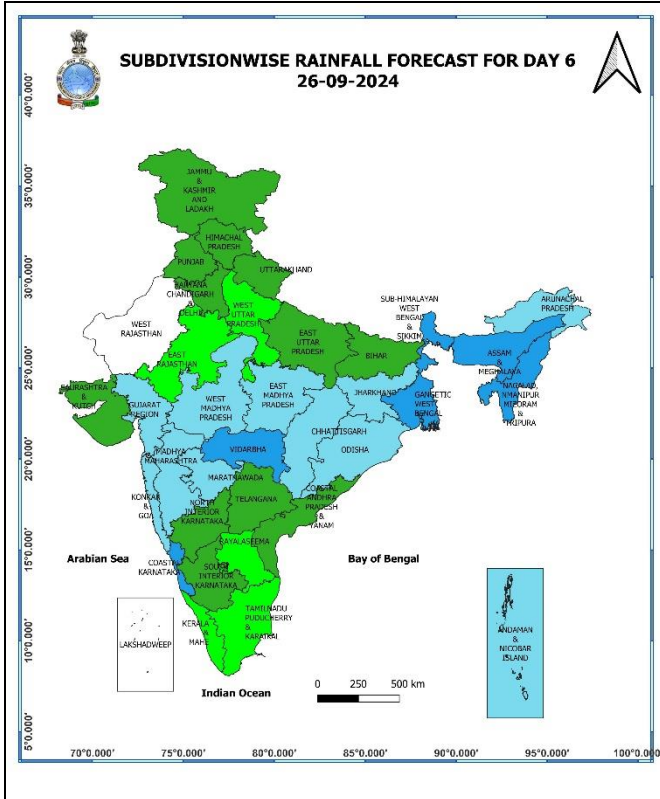 SUBDIVISIONWISE RAINFALL FORECAST FOR DAY 6
26-09-2024
40°0.000'
35°0.000'
30°0.000'
25°0.000'
20°0.000'
15°0.000'
10°0.000'
5°0.000'
JAMMU
&
KASHMIR
AND
LADAKH
HIMACHAL
PRADESH
PUNJAB
UTTARAKHAND
HARYANA
CHANDIGARH
&
DELHI
WEST
UTTAR
PRADESH
WEST
RAJASTHAN
EAST
RAJASTHAN
EAST
UTTAR
PRADESH
BIHAR
SUB-HIMALAYAN
WEST
BENGAL
&
SIKKIM
ARUNACHAL
PRADESH
ASSAM
&
MEGHALAYA
NAGALAD,
NMANIPUR
MIPORAM
&
TRIPURA
SAURASHTRA
&
KUTCH
GUJARAT
REGION
WEST
MADHYA
PRADESH
EAST
MADHYA
PRADESH
JHARKHAND
GANGETIC
WEST
BENGAL
CHHATTISGARH
ODISHA
MADHYA
MAHARASHTRA
VIDARBHA
MARATHAWADA
KONKAN
&
GOA
NORTH
INTERIOR
KARNATAKA
TELANGANA
COASTAL
ANDHRA
PRADESH
&
YANAM
RAYALASEEMA
Arabian Sea
Bay of Bengal
COASTAL
KARNATAKA
SOUTH
INTERIOR
KARNATAKA
LAKSHADWEEP
KERALA
&
MAHE
TAMILNADU
PUDUCHERRY
&
KARAIKAL
ANDAMAN
&
NICOBAR
ISLAND
Indian Ocean
0 250 500 km
70°0.000' 75°0.000' 80°0.000' 85°0.000' 90°0.000' 95°0.000' 100°0.000'